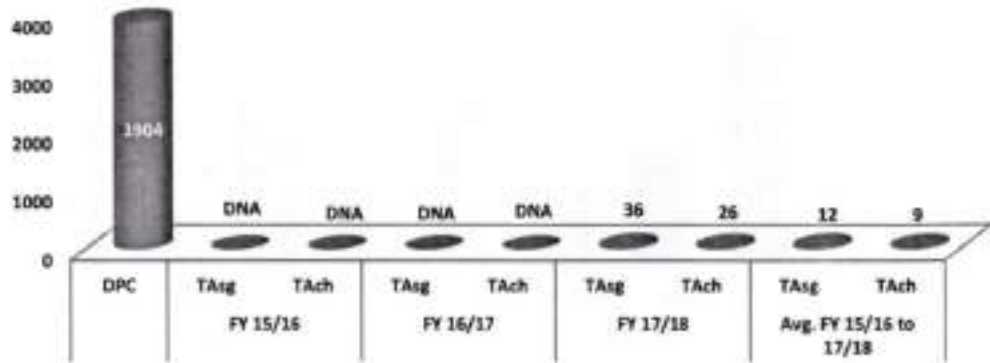 4000
3000
2000
1000
0
3904
DNA DNA DNA DNA 36 26 12 9
DPC TAsg TAch TAsg TAch TAsg TAch TAsg TAch
FY 15/16 FY 16/17 FY 17/18 Avg. FY 15/16 to
17/18